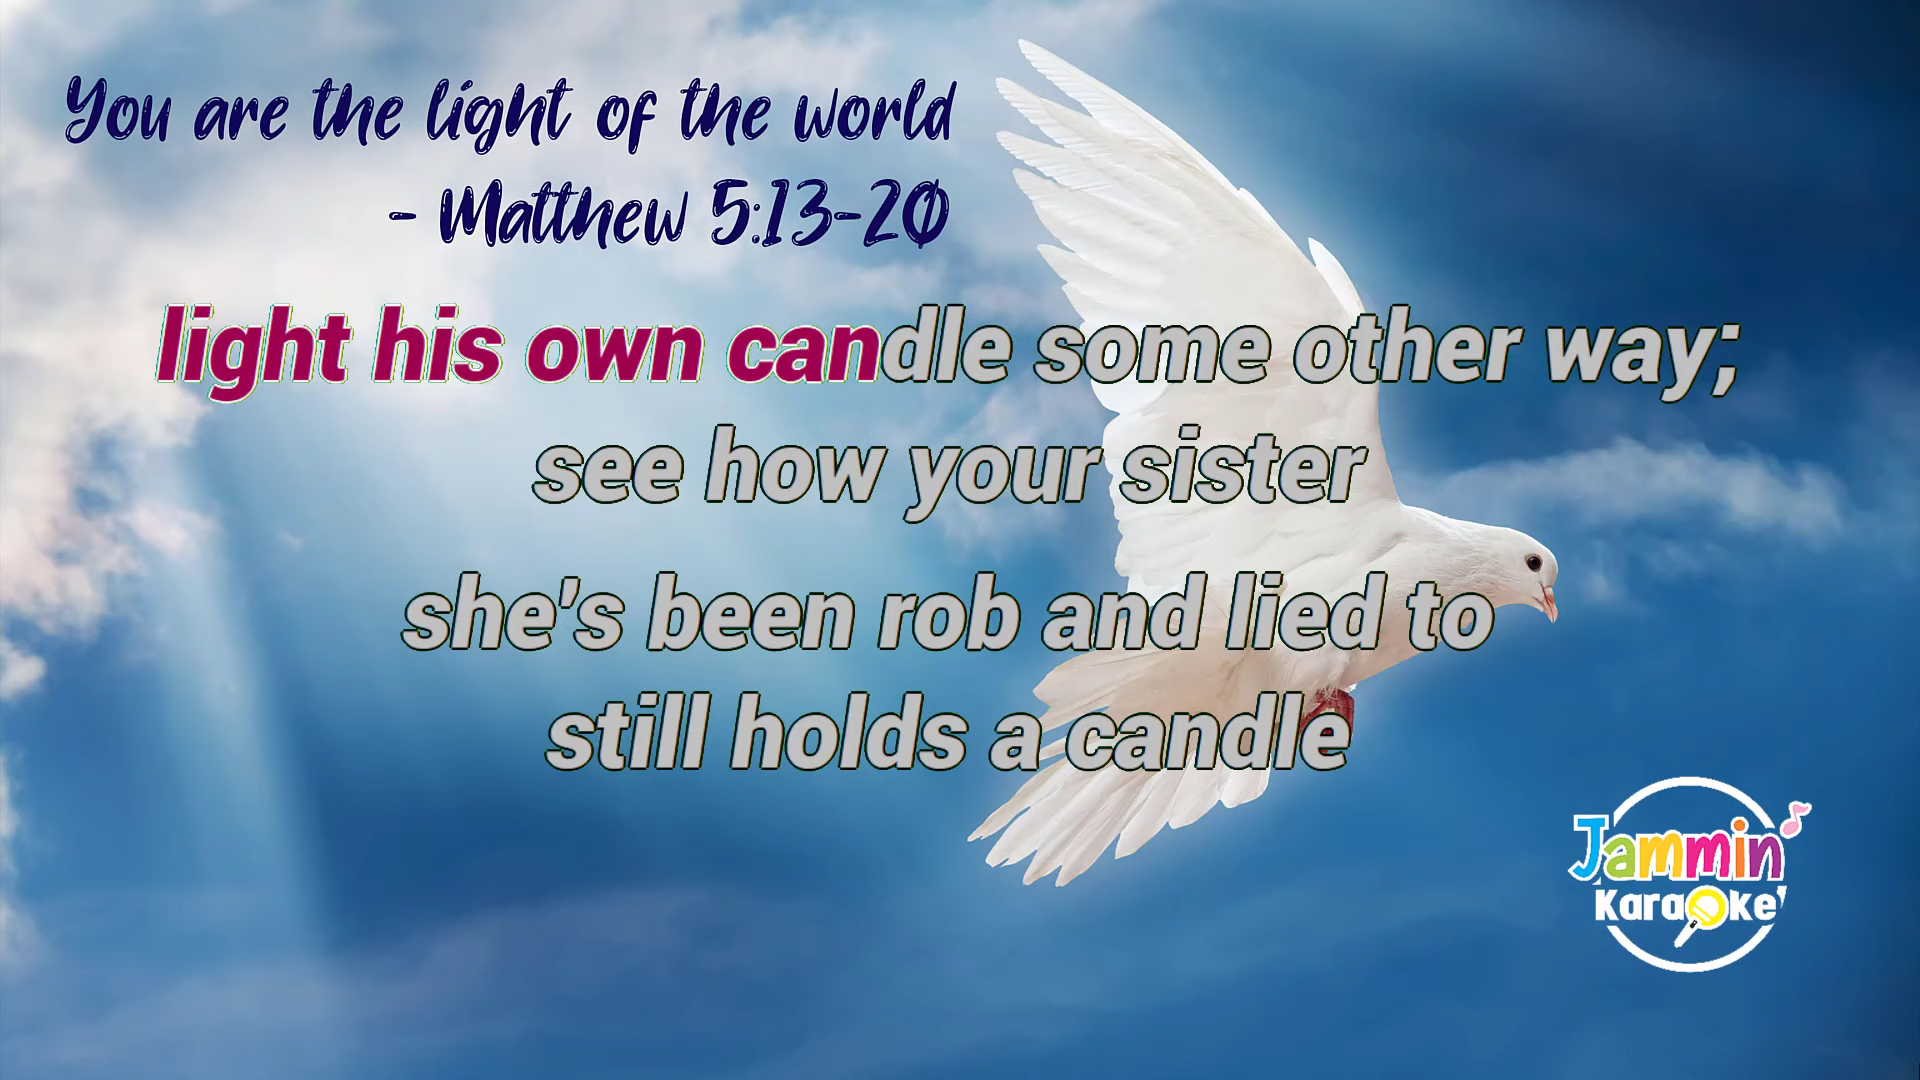 You are the light of the world
- Matthew 5:13-20
light his own candle some other way;
see how your sister
she's been rob and lied to
still holds a candle
Jammin'
Karaoke'